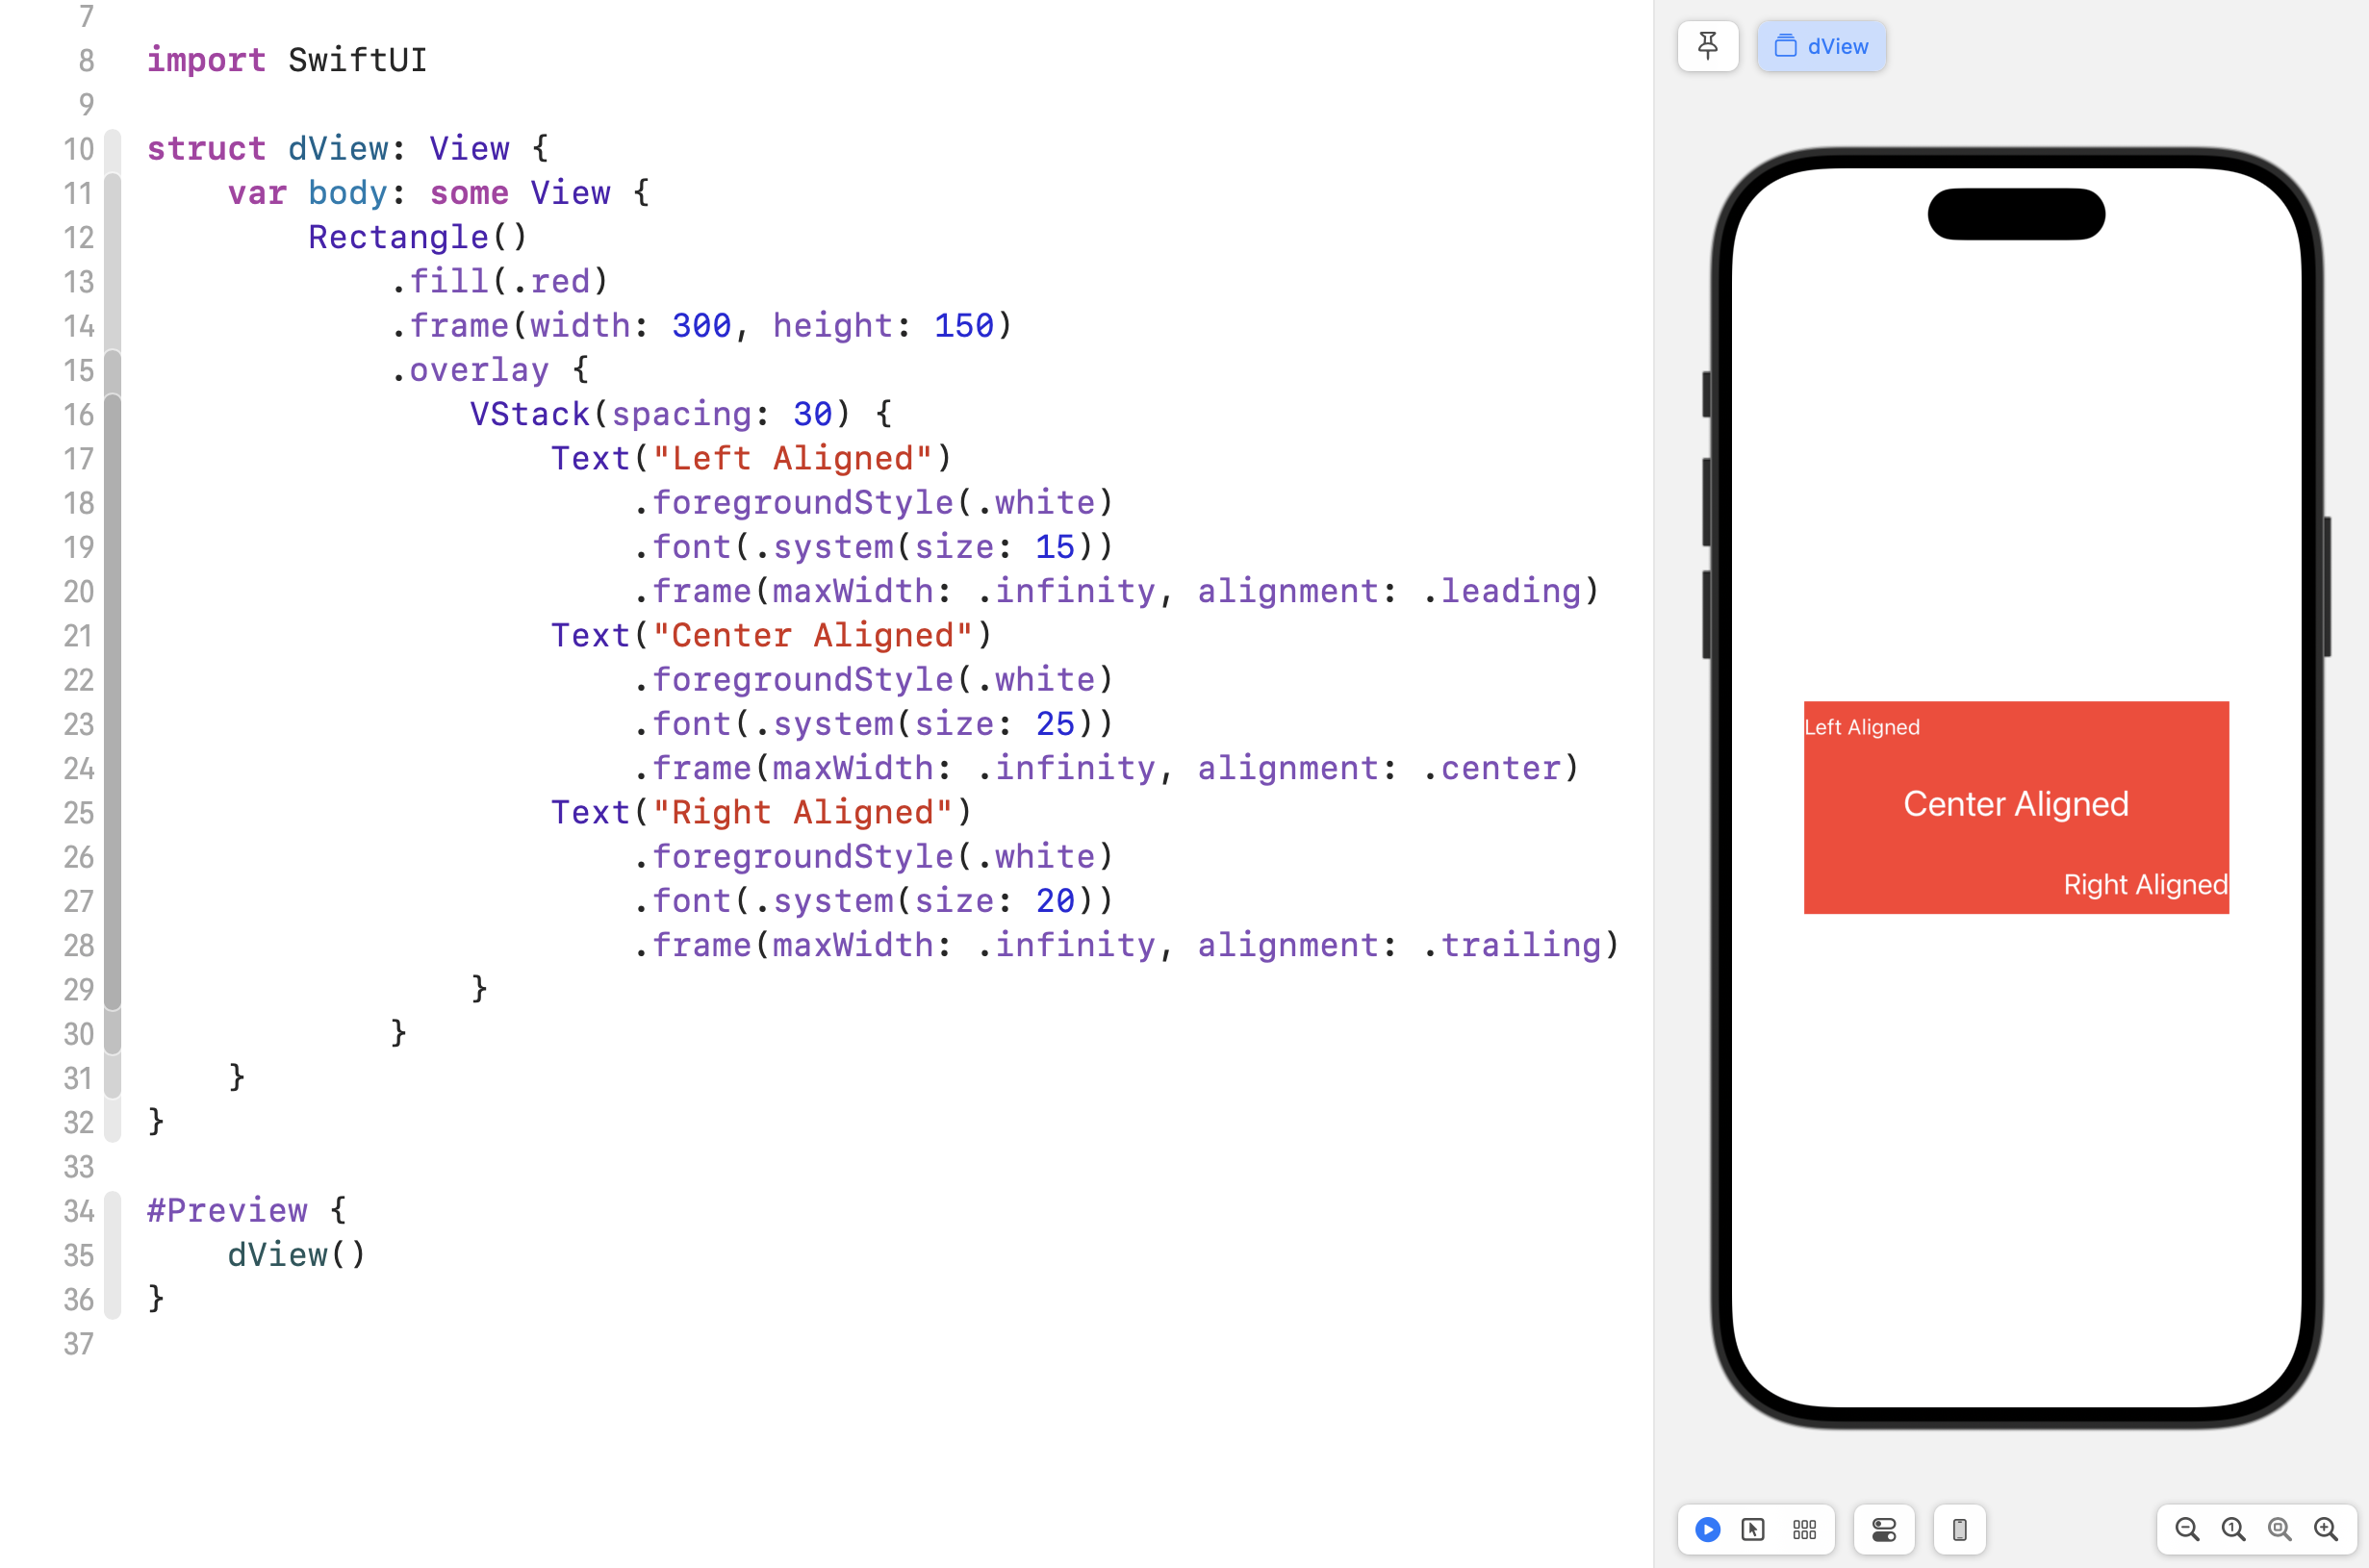 7
8 import SwiftUI
9
10 struct dView: View {
11     var body: some View {
12         Rectangle()
13             .fill(.red)
14             .frame(width: 300, height: 150)
15             .overlay {
16                 VStack(spacing: 30) {
17                     Text("Left Aligned")
18                         .foregroundStyle(.white)
19                         .font(.system(size: 15))
20                         .frame(maxWidth: .infinity, alignment: .leading)
21                     Text("Center Aligned")
22                         .foregroundStyle(.white)
23                         .font(.system(size: 25))
24                         .frame(maxWidth: .infinity, alignment: .center)
25                     Text("Right Aligned")
26                         .foregroundStyle(.white)
27                         .font(.system(size: 20))
28                         .frame(maxWidth: .infinity, alignment: .trailing)
29                 }
30             }
31     }
32 }
33
34 #Preview {
35     dView()
36 }
37
dView
Left Aligned
Center Aligned
Right Aligned